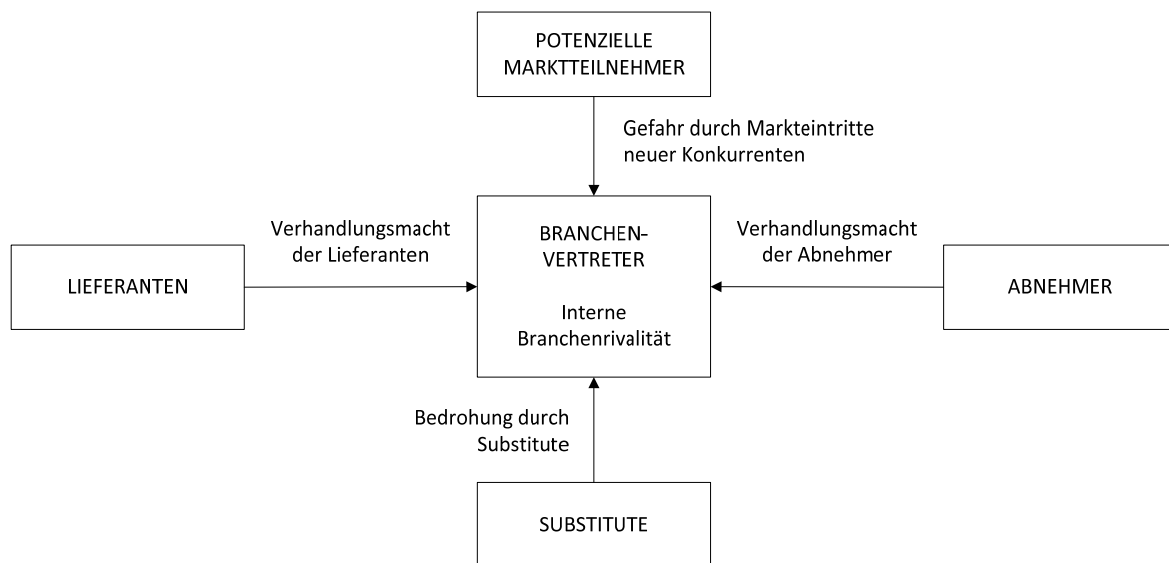 POTENZIELLE
MARKTTEILNEHMER
Gefahr durch Markteintritte
neuer Konkurrenten
Verhandlungsmacht
der Lieferanten
LIEFERANTEN
BRANCHEN-
VERTRETER
Interne
Branchenrivalität
Verhandlungsmacht
der Abnehmer
ABNEHMER
Bedrohung durch
Substitute
SUBSTITUTE